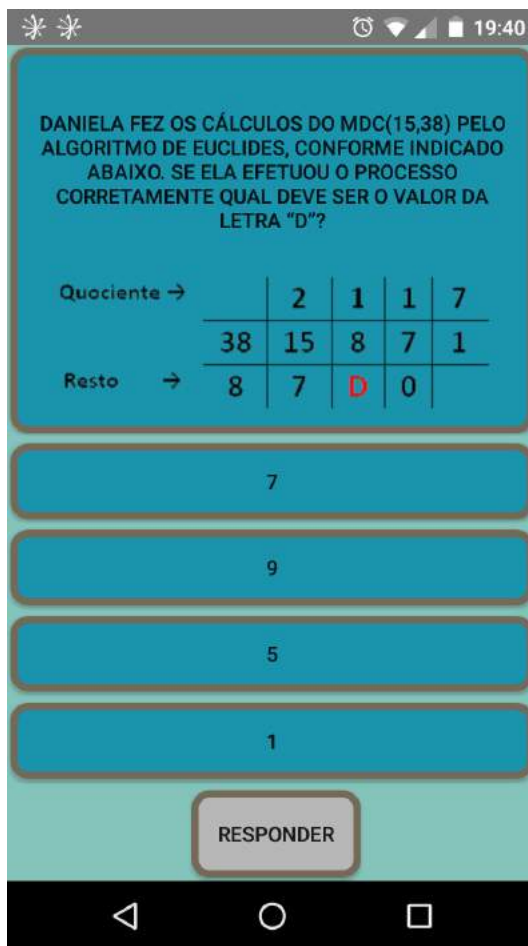 19:40
DANIELA FEZ OS CÁLCULOS DO MDC(15,38) PELO
ALGORITMO DE EUCLIDES, CONFORME INDICADO
ABAIXO. SE ELA EFETUOU O PROCESSO
CORRETAMENTE QUAL DEVE SER O VALOR DA
LETRA "D"?
Quociente → 2 1 1 7
38 15 8 7 1
Resto → 8 7 D 0
7
9
5
1
RESPONDER